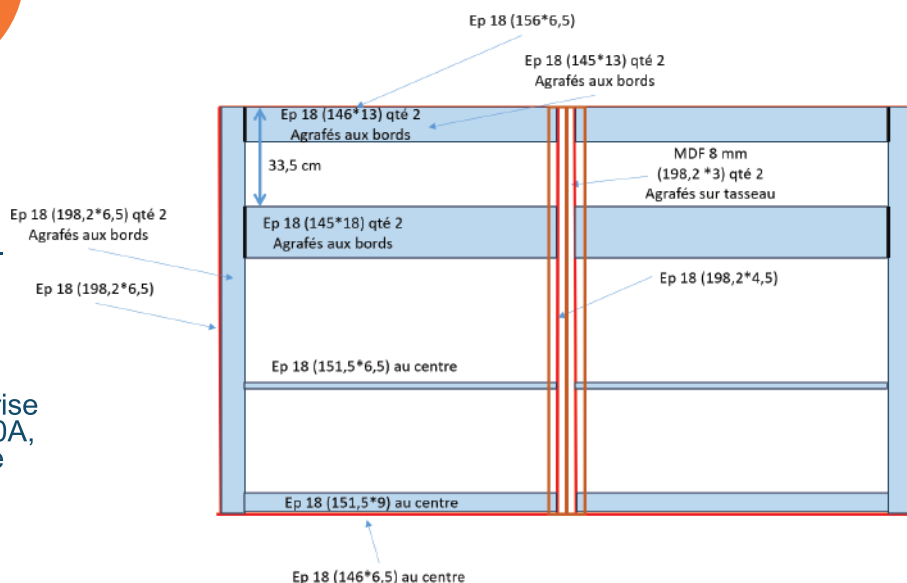 Ep 18 (156*6,5)
Ep 18 (145*13) qté 2
Agrafés aux bords
Ep 18 (146*13) qté 2
Agrafés aux bords
33,5 cm
MDF 8 mm
(198,2 *3) qté 2
Agrafés sur tasseau
Ep 18 (198,2*6,5) qté 2
Agrafés aux bords
Ep 18 (145*18) qté 2
Agrafés aux bords
Ep 18 (198,2*6,5)
Ep 18 (198,2*4,5)
Ep 18 (151,5*6,5) au centre
Ep 18 (151,5*9) au centre
Ep 18 (146*6,5) au centre